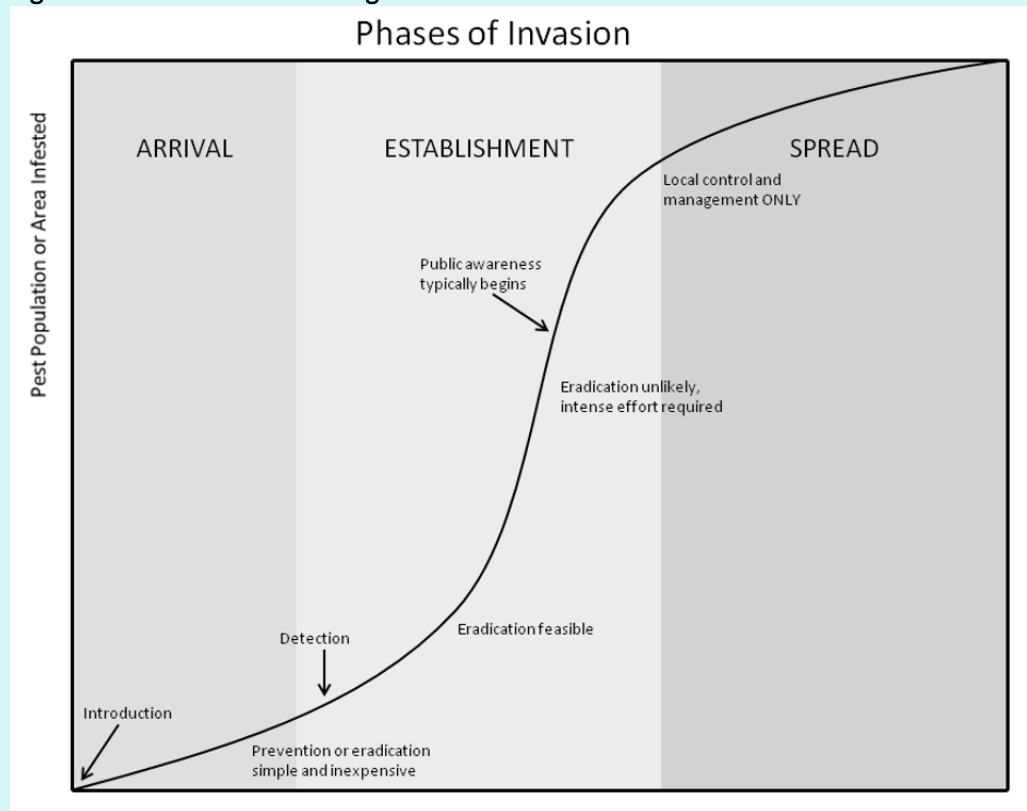 Phases of Invasion
Pest Population or Area Infested
ARRIVAL
ESTABLISHMENT
SPREAD
Local control and
management ONLY
Public awareness
typically begins
Eradication unlikely,
intense effort required
Eradication feasible
Detection
Introduction
Prevention or eradication
simple and inexpensive